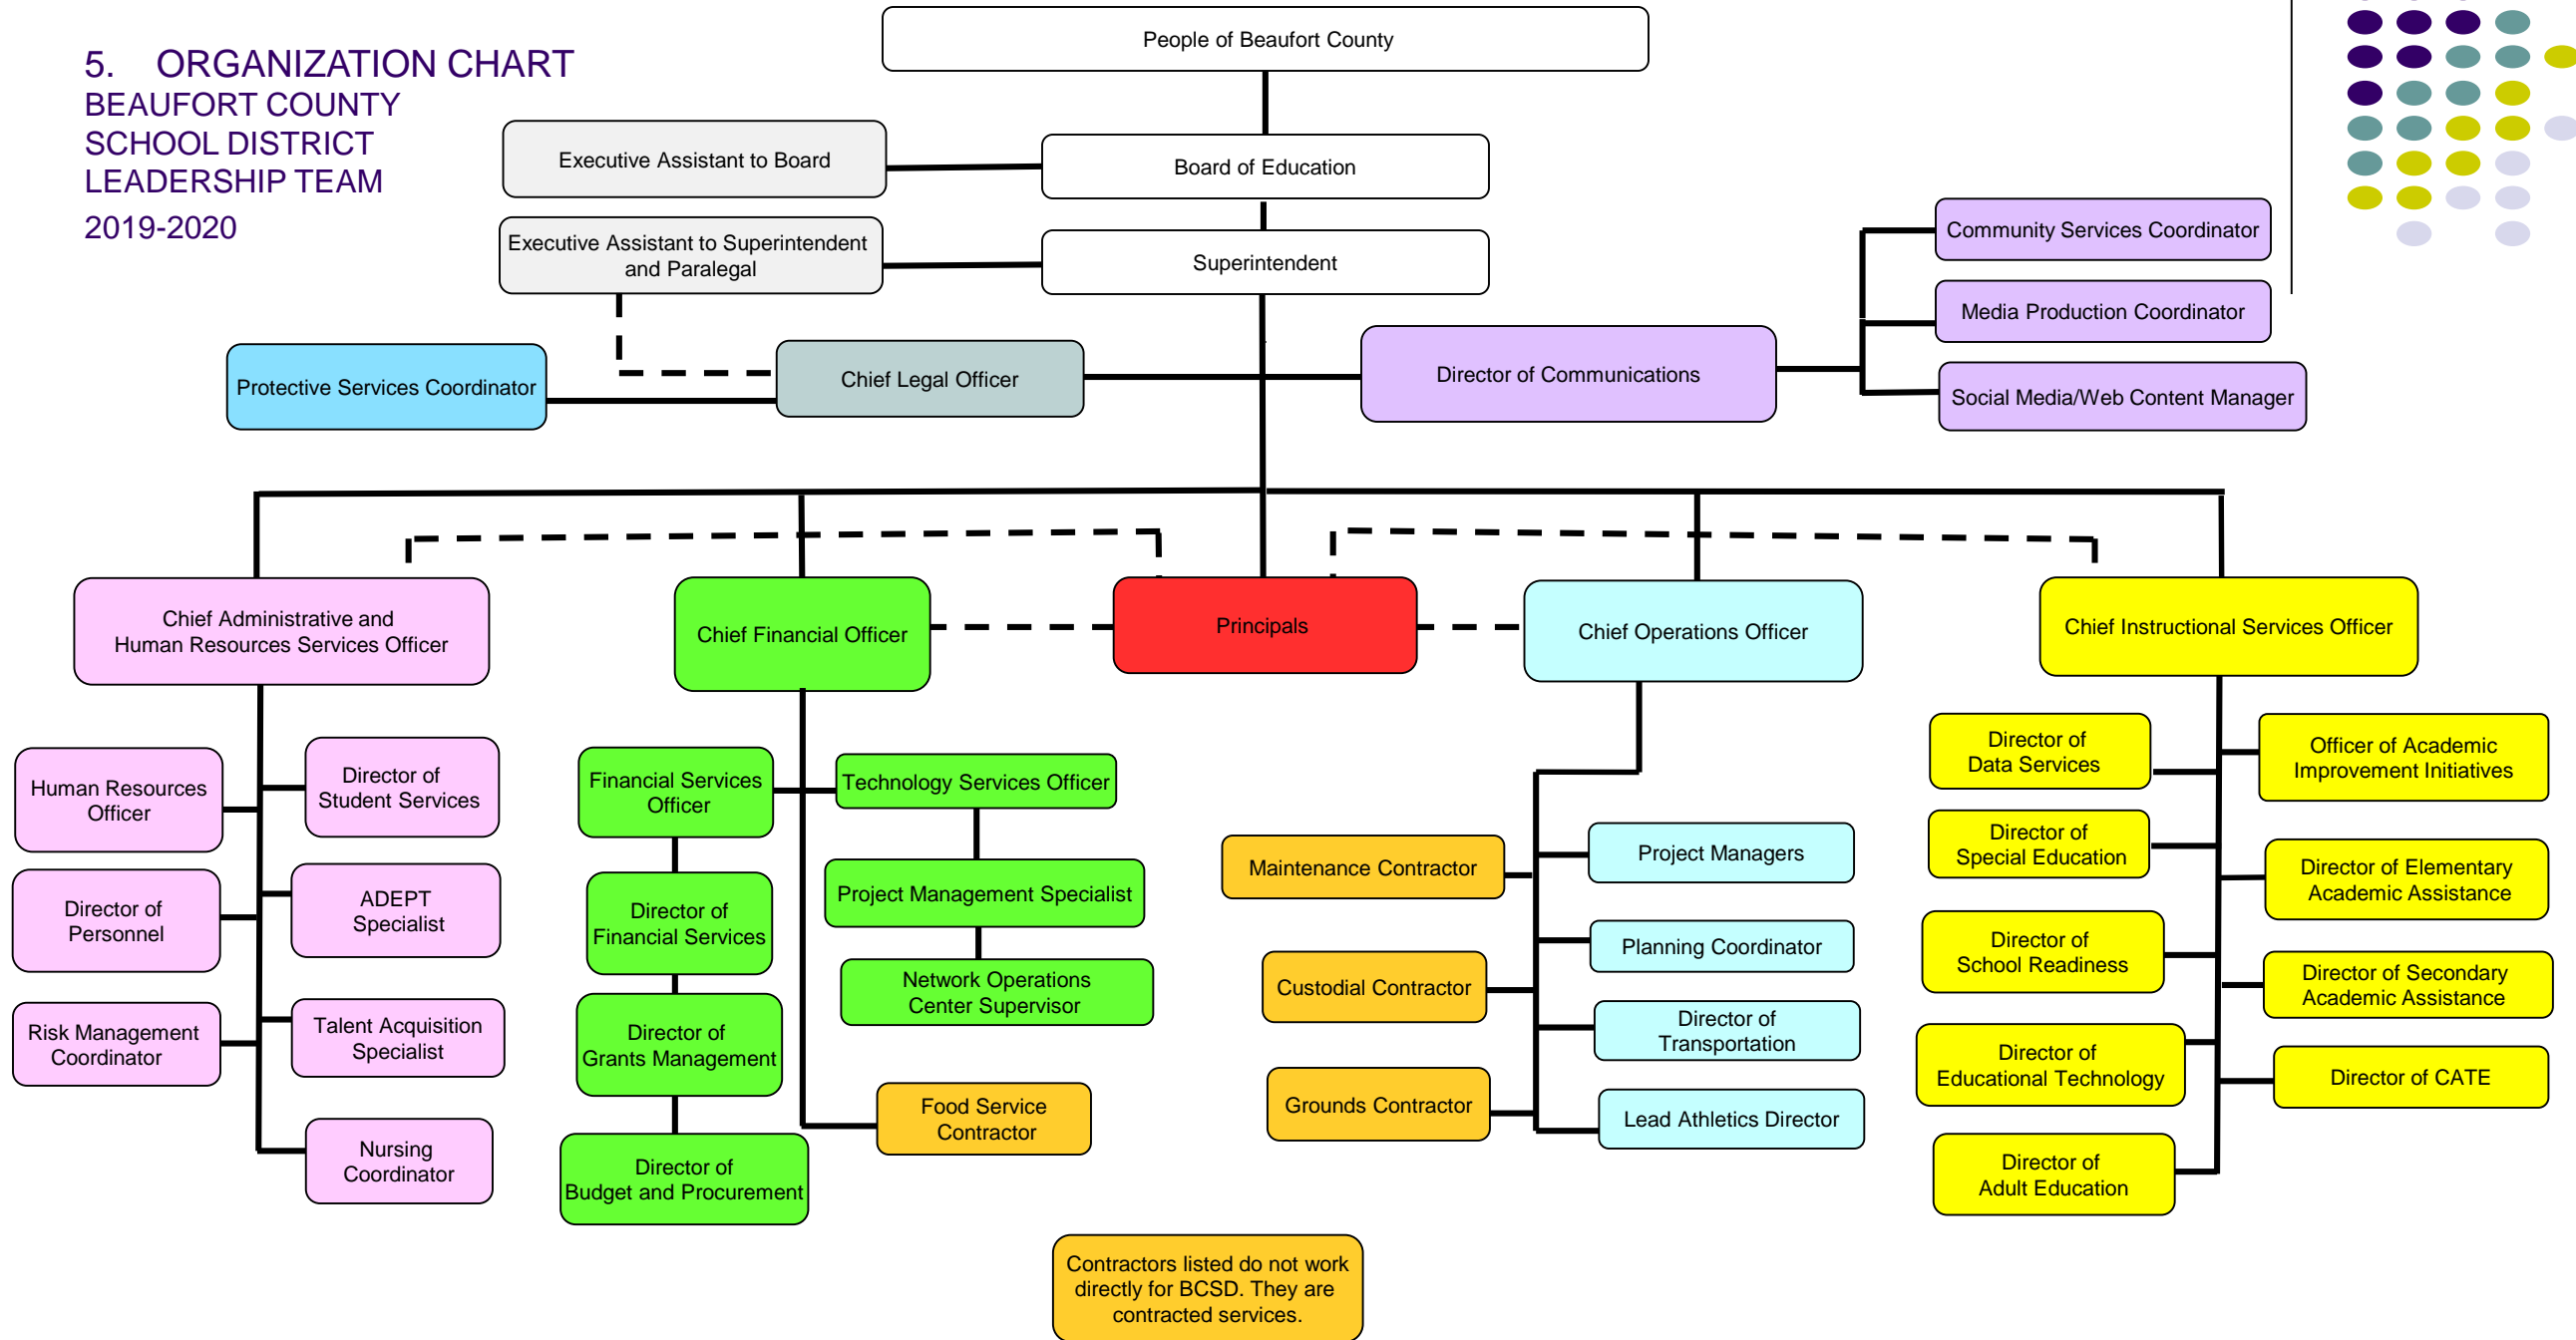 5. ORGANIZATION CHART
BEAUFORT COUNTY
SCHOOL DISTRICT
LEADERSHIP TEAM
2019-2020
People of Beaufort County
Executive Assistant to Board
Board of Education
Executive Assistant to Superintendent
and Paralegal
Superintendent
Community Services Coordinator
Media Production Coordinator
Social Media/Web Content Manager
Protective Services Coordinator
Chief Legal Officer
Director of Communications
Chief Administrative and
Human Resources Services Officer
Chief Financial Officer
Principals
Chief Operations Officer
Chief Instructional Services Officer
Human Resources
Officer
Director of
Student Services
Director of
Personnel
ADEPT
Specialist
Risk Management
Coordinator
Talent Acquisition
Specialist
Nursing
Coordinator
Financial Services
Officer
Technology Services Officer
Director of
Financial Services
Project Management Specialist
Director of
Grants Management
Network Operations
Center Supervisor
Director of
Budget and Procurement
Food Service
Contractor
Maintenance Contractor
Custodial Contractor
Grounds Contractor
Project Managers
Planning Coordinator
Director of
Transportation
Lead Athletics Director
Director of
Data Services
Director of
Special Education
Director of
School Readiness
Director of
Educational Technology
Director of
Adult Education
Officer of Academic
Improvement Initiatives
Director of Elementary
Academic Assistance
Director of Secondary
Academic Assistance
Director of CATE
Contractors listed do not work
directly for BCSD. They are
contracted services.